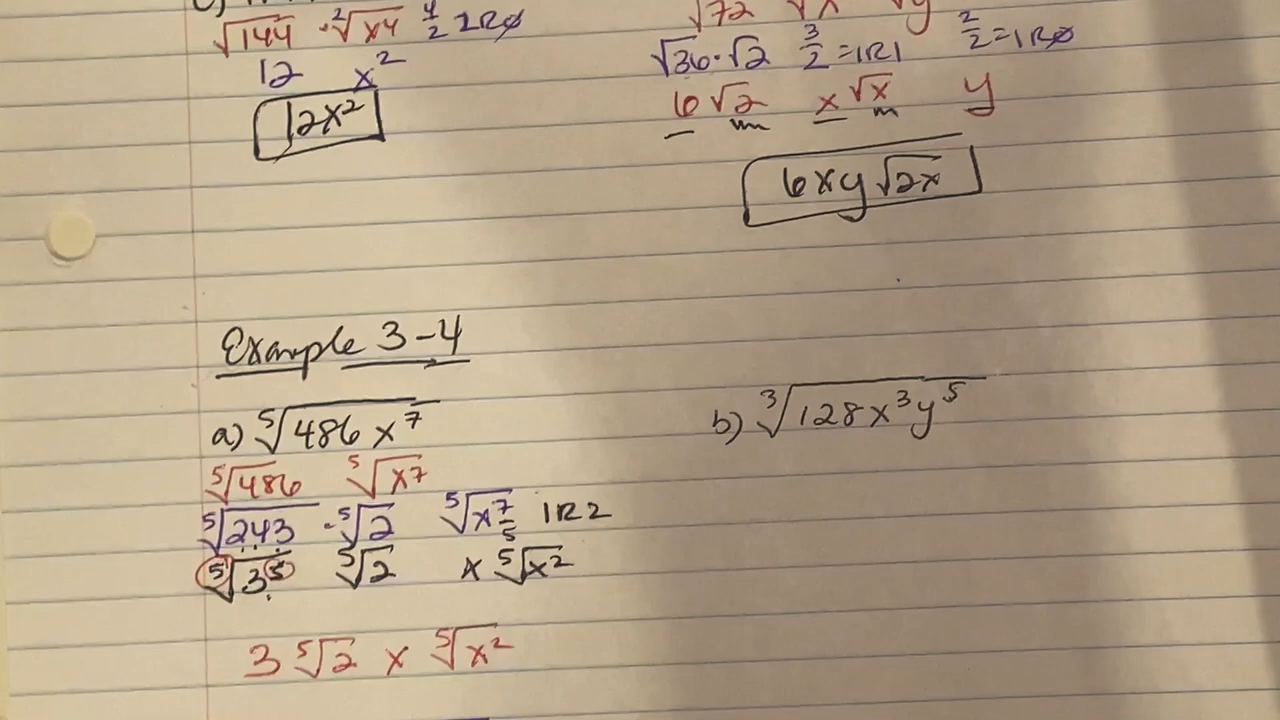 √144 · ²√x4 4/2 2R0
12 x²
12x²
√72 √x √y
√36·√2 3/2 = 1R1 2/2 = 1R0
6√2 x√x y
6xy√2x
Example 3-4
a) ⁵√486x⁷
⁵√486 ⁵√x⁷
⁵√243 · ⁵√2 ⁵√x⁷ 5 1R2
⁵√3⁵ ⁵√2 x ⁵√x²
3 ⁵√2 x ⁵√x²
b) ³√128x³y⁵